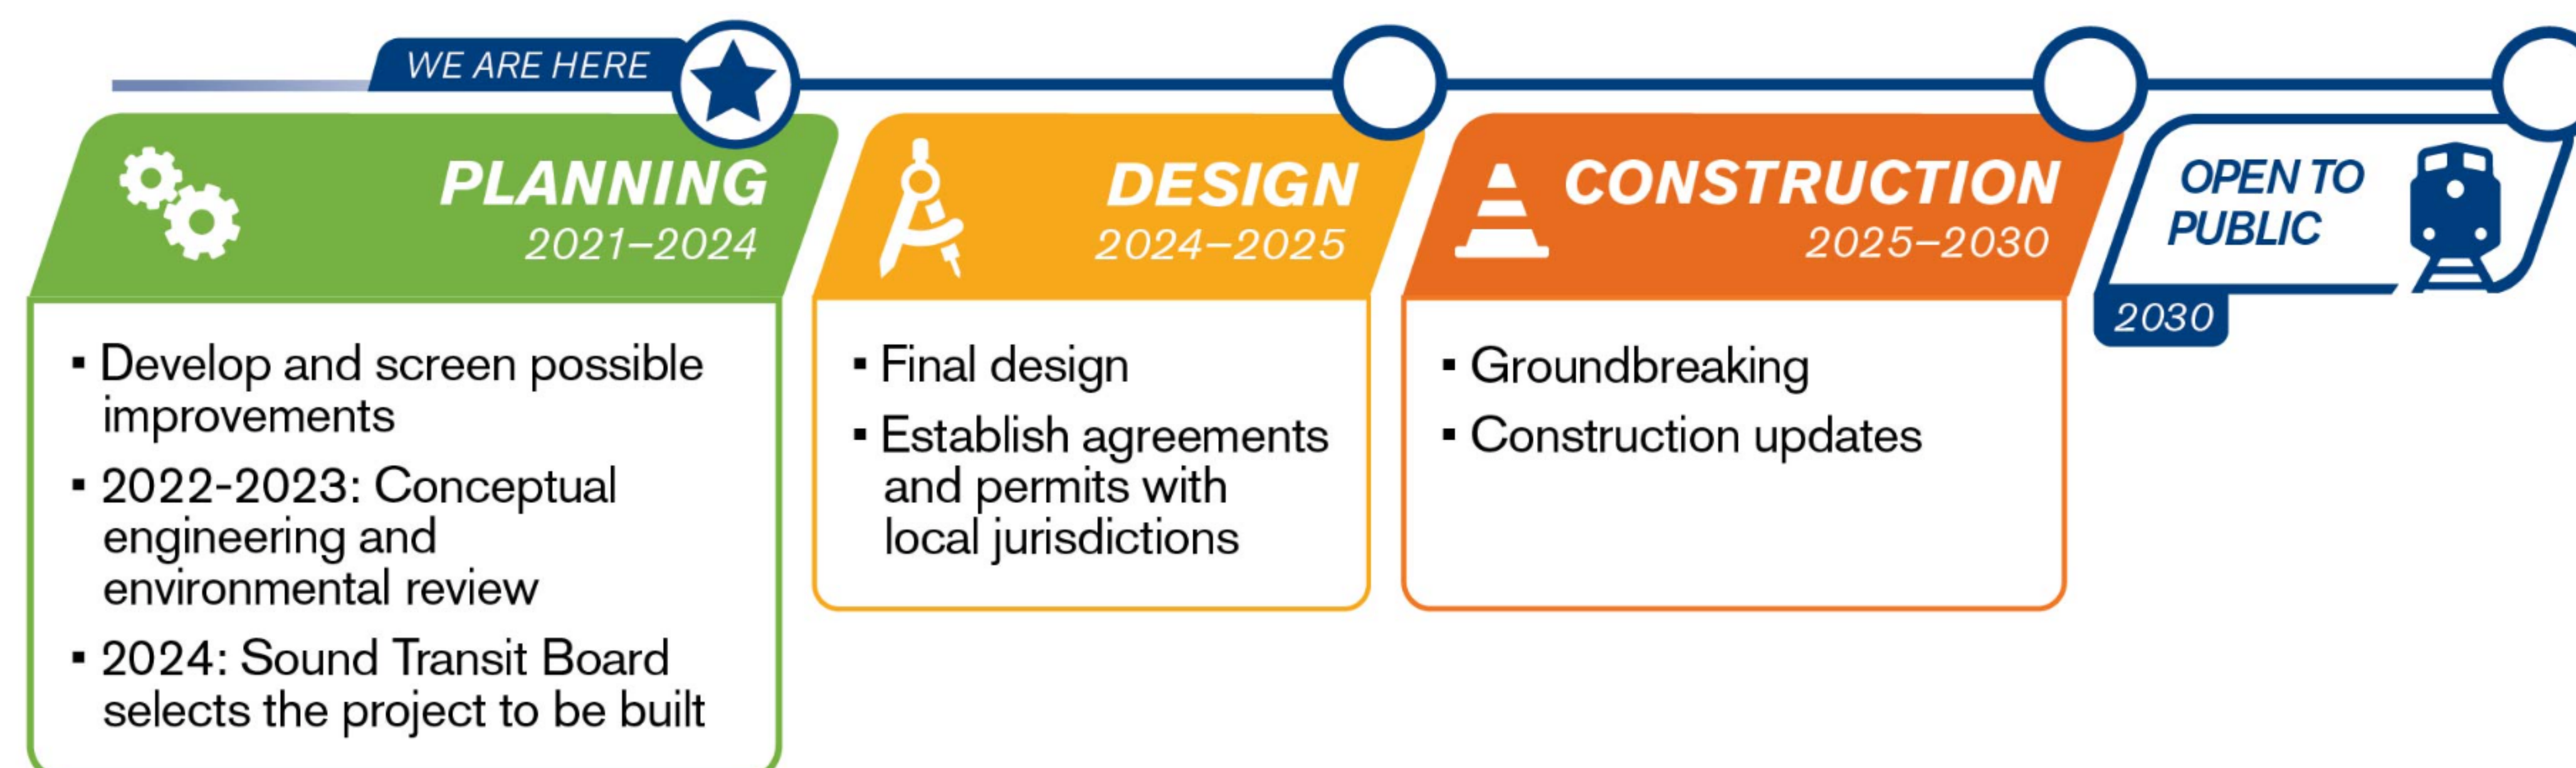 WE ARE HERE
PLANNING
2021–2024
▪ Develop and screen possible
improvements
▪ 2022-2023: Conceptual
engineering and
environmental review
▪ 2024: Sound Transit Board
selects the project to be built
DESIGN
2024–2025
▪ Final design
▪ Establish agreements
and permits with
local jurisdictions
CONSTRUCTION
2025–2030
▪ Groundbreaking
▪ Construction updates
OPEN TO
PUBLIC
2030